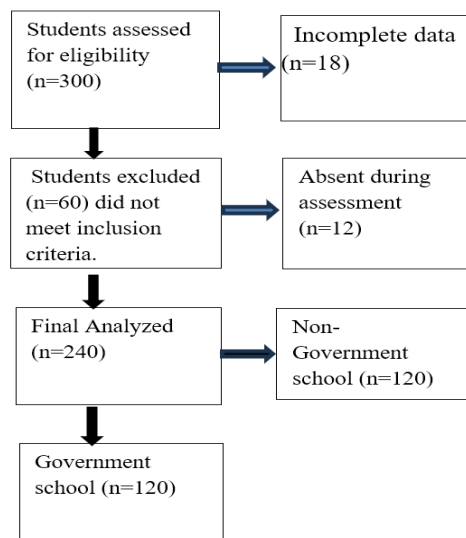 Students assessed
for eligibility
(n=300)
Incomplete data
(n=18)
Students excluded
(n=60) did not
meet inclusion
criteria.
Absent during
assessment
(n=12)
Final Analyzed
(n=240)
Non-
Government
school (n=120)
Government
school (n=120)